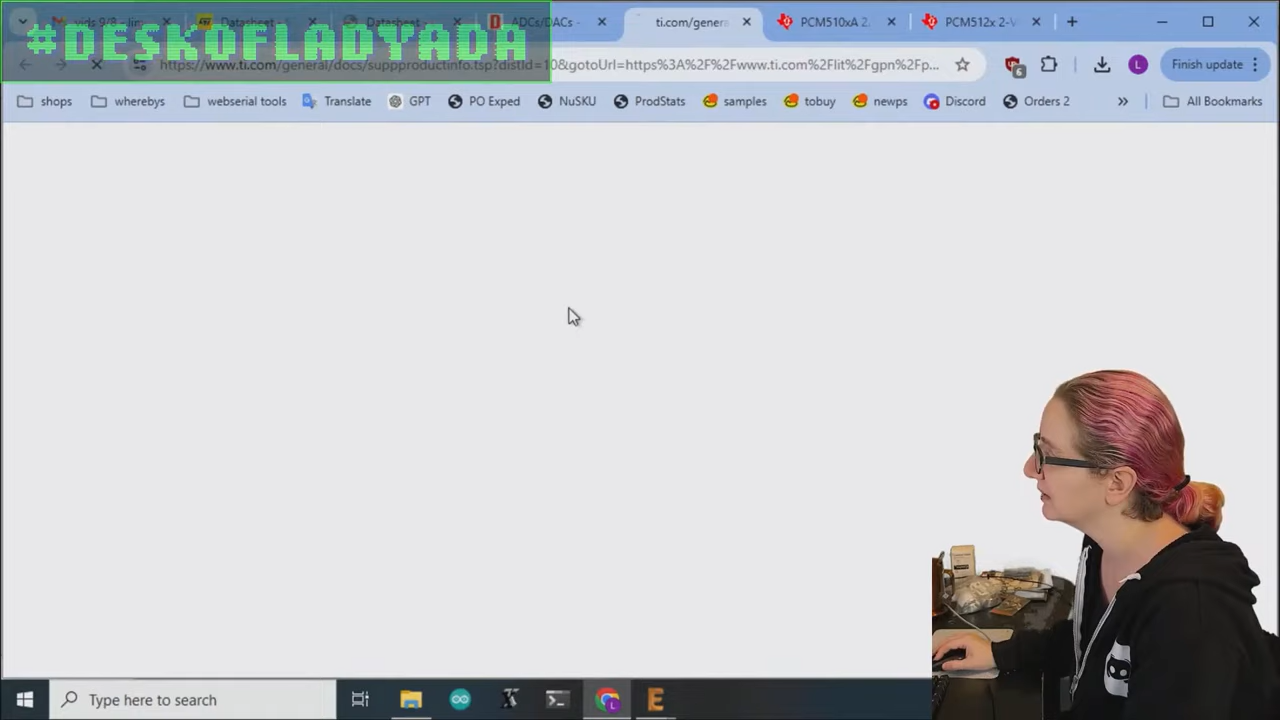 #DESKOFLADYADA
ADCs/DACs -
ti.com/genera
PCM510xA 2.
PCM512x 2-V
https://www.ti.com/general/docs/suppproductinfo.tsp?distId=10&gotoUrl=https%3A%2F%2Fwww.ti.com%2Flit%2Fgpn%2Fp...
6
L
Finish update
shops
wherebys
webserial tools
Translate
GPT
PO Exped
NuSKU
ProdStats
samples
tobuy
newps
Discord
Orders 2
All Bookmarks
Type here to search